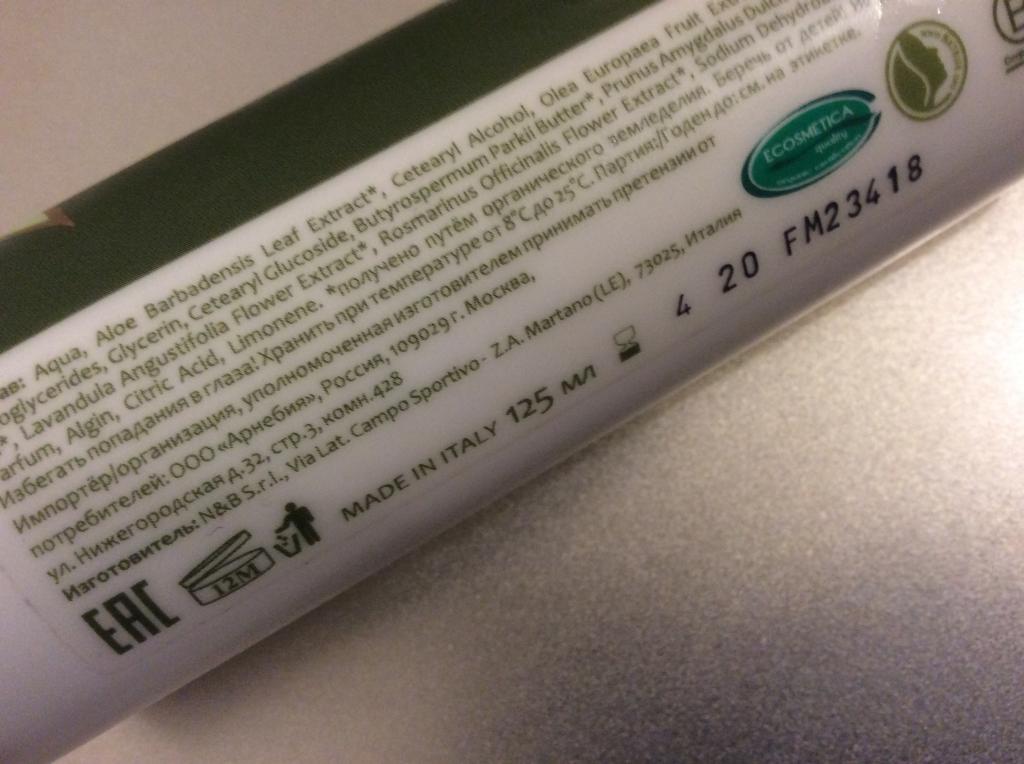 Aqua, Aloe Barbadensis Leaf Extract*, Cetearyl Alcohol, Olea Europaea Fruit
Glycerin, Cetearyl Glucoside, Butyrospermum Parkii Butter*, Prunus Amygdalus Dulcis
Lavandula Angustifolia Flower Extract*, Rosmarinus Officinalis Flower Extract*, Sodium
Algin, Citric Acid, Limonene. *получено путём органического земледелия. Беречь от детей!
Избегать попадания в глаза! Хранить при температуре от 8°C до 25°C. Партия:/Годен до: см. на этикетке.
Импортёр/организация, уполномоченная изготовителем принимать претензии от
потребителей: ООО «Арнебия», Россия, 109029 г. Москва,
ул. Нижегородская д.32, стр.3, комн.428
Изготовитель: N&B S.r.l., Via Lat. Campo Sportivo - Z.A. Martano (LE), 73025, Италия
EAC 12M MADE IN ITALY 125 МЛ 4 20 FM23418
ECOSMETICA
quality